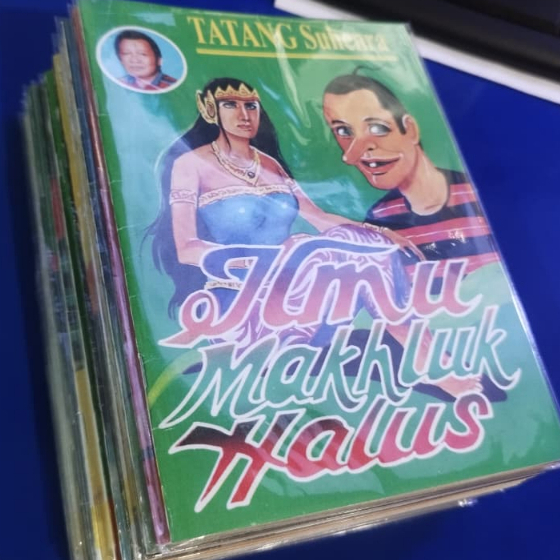 TATANG Suhenra
Ilmu
Makhluk
Halus